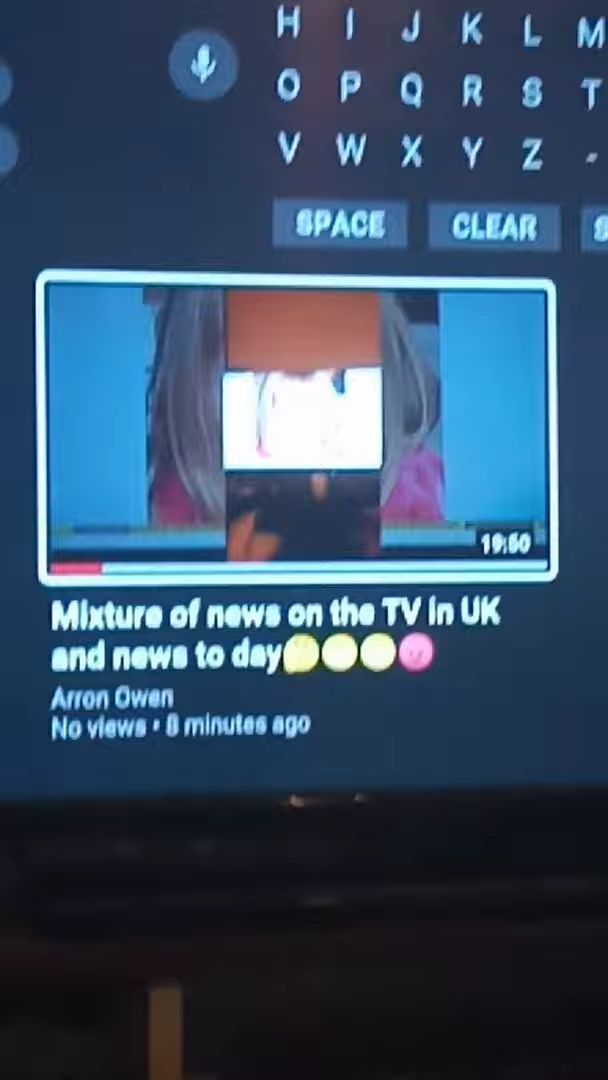 H I J K L M
O P Q R S T
V W X Y Z -
SPACE CLEAR S
19:50
Mixture of news on the TV in UK
and news to day🤔😁😁😡
Arron Owen
No views • 8 minutes ago